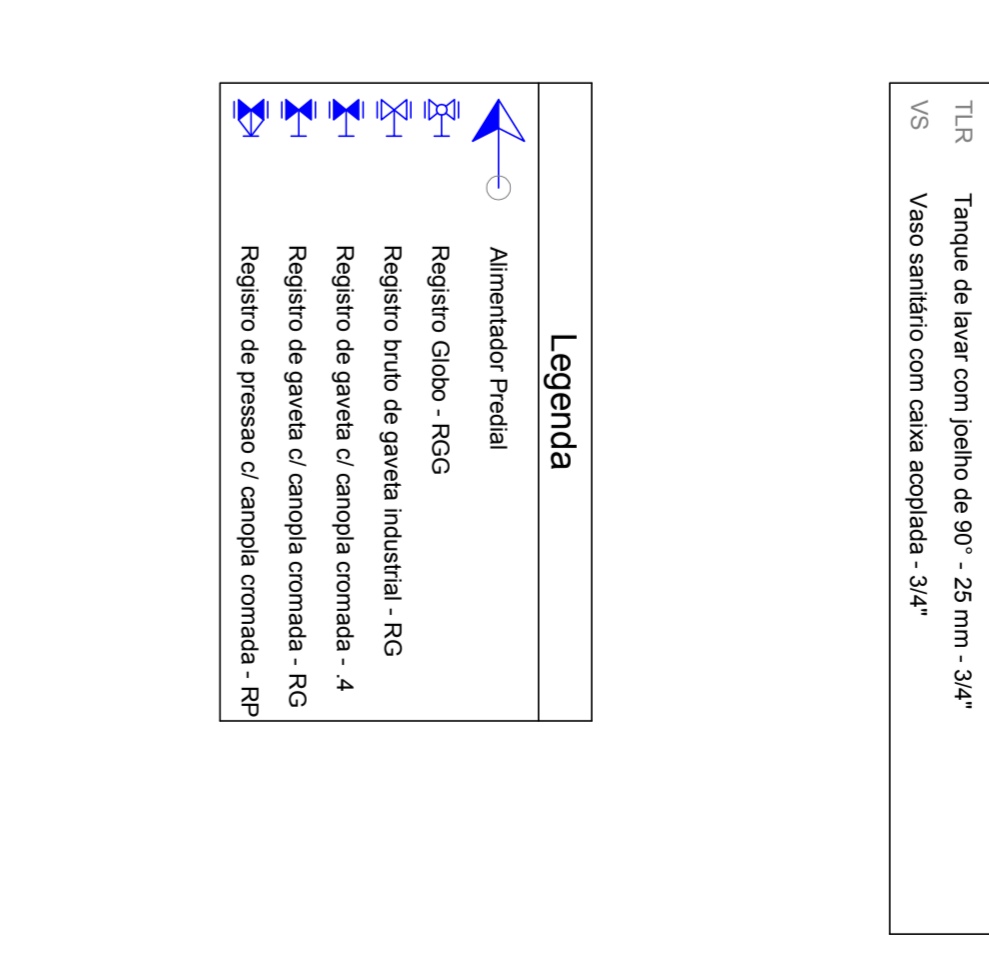 TLR Tanque de lavar com joelho de 90° - 25 mm - 3/4"
VS Vaso sanitário com caixa acoplada - 3/4"
Legenda
Alimentador Predial
Registro Globo - RGG
Registro bruto de gaveta industrial - RG
Registro de gaveta c/ canopla cromada - .4
Registro de gaveta c/ canopla cromada - RG
Registro de pressao c/ canopla cromada - RP